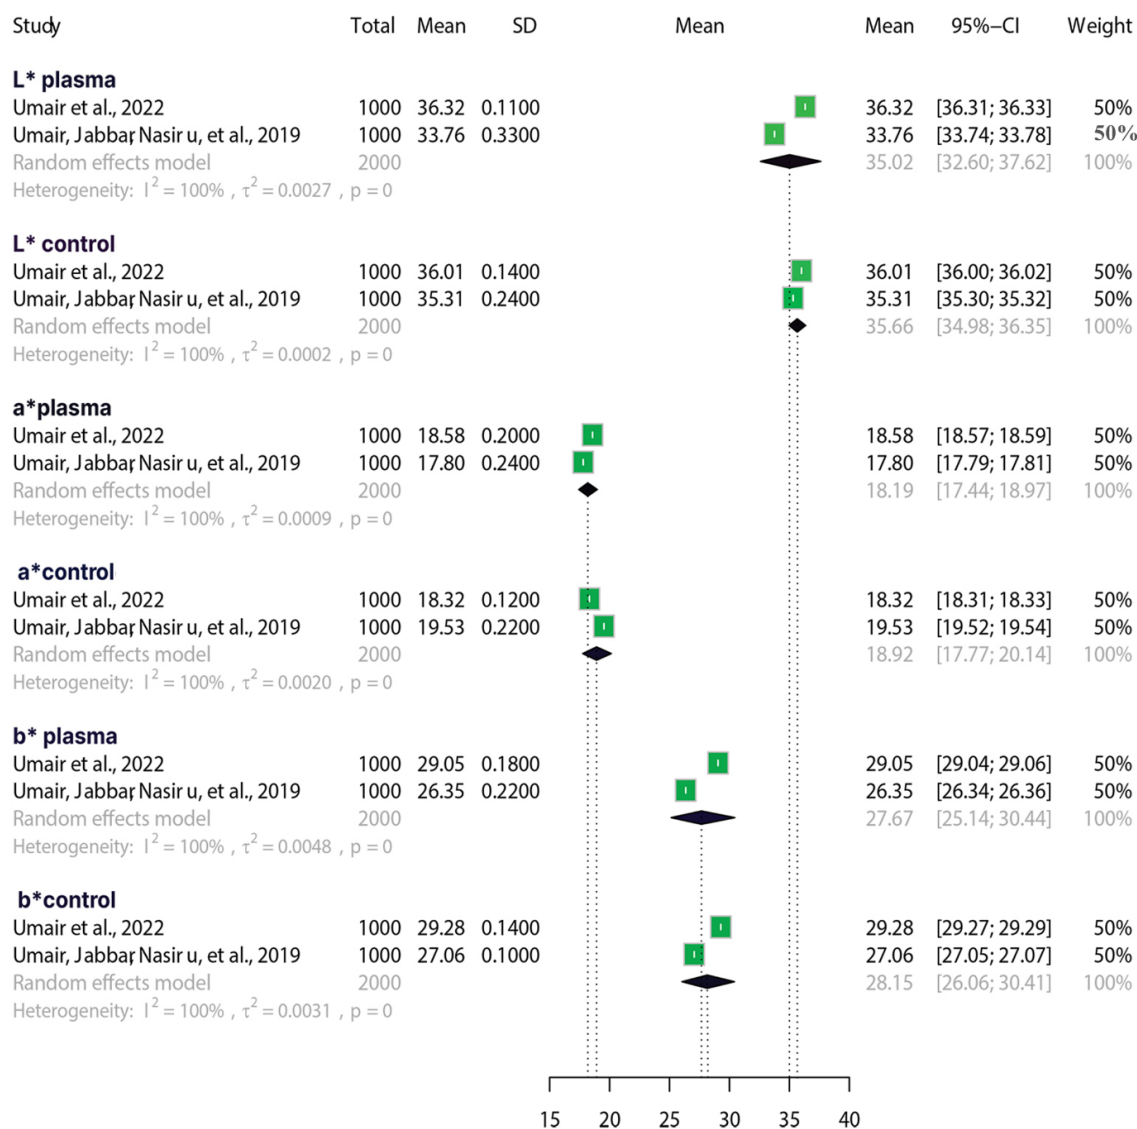 Study Total Mean SD Mean Mean 95%−CI Weight
L* plasma
Umair et al., 2022 1000 36.32 0.1100 36.32 [36.31; 36.33] 50%
Umair, Jabbar, Nasir u, et al., 2019 1000 33.76 0.3300 33.76 [33.74; 33.78] 50%
Random effects model 2000 35.02 [32.60; 37.62] 100%
Heterogeneity: I² = 100% , τ² = 0.0027 , p = 0
L* control
Umair et al., 2022 1000 36.01 0.1400 36.01 [36.00; 36.02] 50%
Umair, Jabbar, Nasir u, et al., 2019 1000 35.31 0.2400 35.31 [35.30; 35.32] 50%
Random effects model 2000 35.66 [34.98; 36.35] 100%
Heterogeneity: I² = 100% , τ² = 0.0002 , p = 0
a*plasma
Umair et al., 2022 1000 18.58 0.2000 18.58 [18.57; 18.59] 50%
Umair, Jabbar, Nasir u, et al., 2019 1000 17.80 0.2400 17.80 [17.79; 17.81] 50%
Random effects model 2000 18.19 [17.44; 18.97] 100%
Heterogeneity: I² = 100% , τ² = 0.0009 , p = 0
a*control
Umair et al., 2022 1000 18.32 0.1200 18.32 [18.31; 18.33] 50%
Umair, Jabbar, Nasir u, et al., 2019 1000 19.53 0.2200 19.53 [19.52; 19.54] 50%
Random effects model 2000 18.92 [17.77; 20.14] 100%
Heterogeneity: I² = 100% , τ² = 0.0020 , p = 0
b* plasma
Umair et al., 2022 1000 29.05 0.1800 29.05 [29.04; 29.06] 50%
Umair, Jabbar, Nasir u, et al., 2019 1000 26.35 0.2200 26.35 [26.34; 26.36] 50%
Random effects model 2000 27.67 [25.14; 30.44] 100%
Heterogeneity: I² = 100% , τ² = 0.0048 , p = 0
b*control
Umair et al., 2022 1000 29.28 0.1400 29.28 [29.27; 29.29] 50%
Umair, Jabbar, Nasir u, et al., 2019 1000 27.06 0.1000 27.06 [27.05; 27.07] 50%
Random effects model 2000 28.15 [26.06; 30.41] 100%
Heterogeneity: I² = 100% , τ² = 0.0031 , p = 0
15 20 25 30 35 40